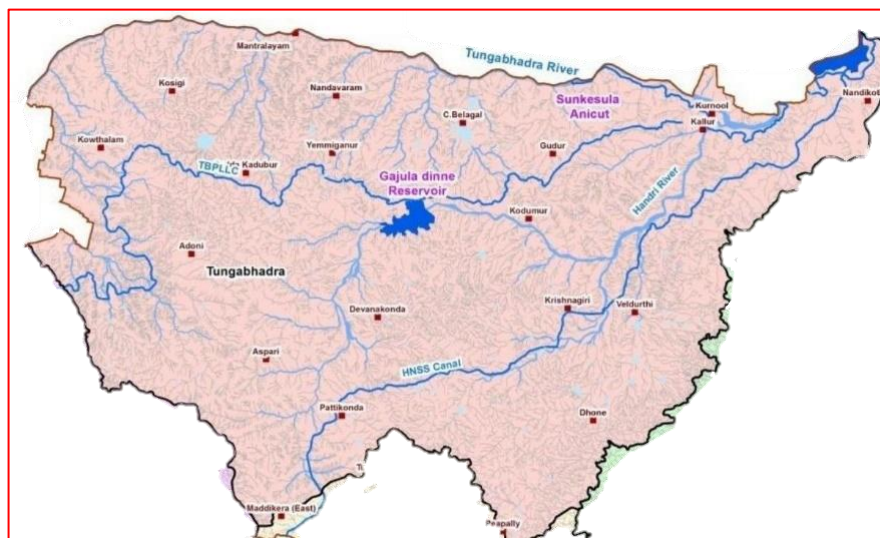 Mantralayam
Tungabhadra River
Kosigi
Nandavaram
Sunkesula
Anicut
Nandikot
C.Belagal
Kurnool
Kallur
Kowthalam
Yemmiganur
Gudur
TBPLLC
Kadubur
Gajula dinne
Reservoir
Handri River
Kodumur
Adoni
Tungabhadra
Devanakonda
Krishnagiri
Veldurthi
Aspari
HNSS Canal
Pattikonda
Dhone
Maddikera (East)
Peapally